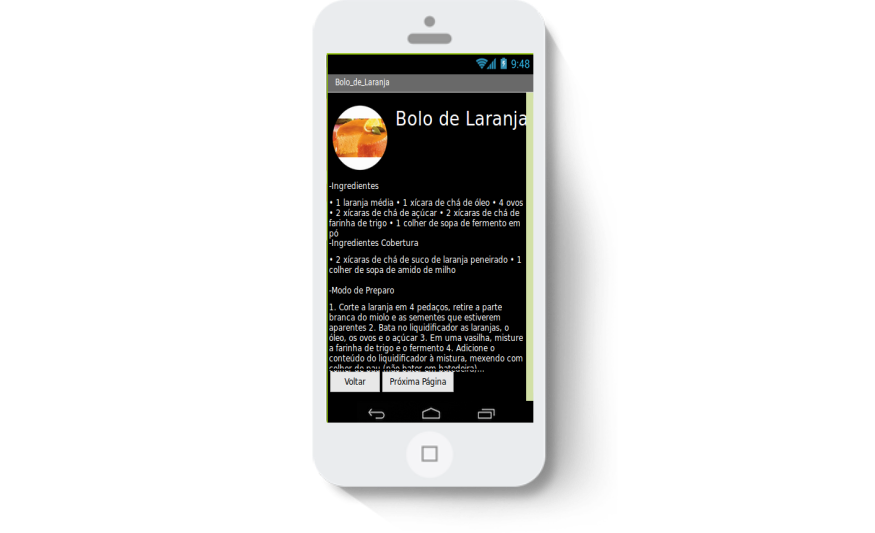 9:48
Bolo_de_Laranja
Bolo de Laranja
-Ingredientes
• 1 laranja média • 1 xícara de chá de óleo • 4 ovos
• 2 xícaras de chá de açúcar • 2 xícaras de chá de
farinha de trigo • 1 colher de sopa de fermento em
pó
-Ingredientes Cobertura
• 2 xícaras de chá de suco de laranja peneirado • 1
colher de sopa de amido de milho
-Modo de Preparo
1. Corte a laranja em 4 pedaços, retire a parte
branca do miolo e as sementes que estiverem
aparentes 2. Bata no liquidificador as laranjas, o
óleo, os ovos e o açúcar 3. Em uma vasilha, misture
a farinha de trigo e o fermento 4. Adicione o
conteúdo do liquidificador à mistura, mexendo com
colher de pau (não bater em batedeira)...
Voltar
Próxima Página